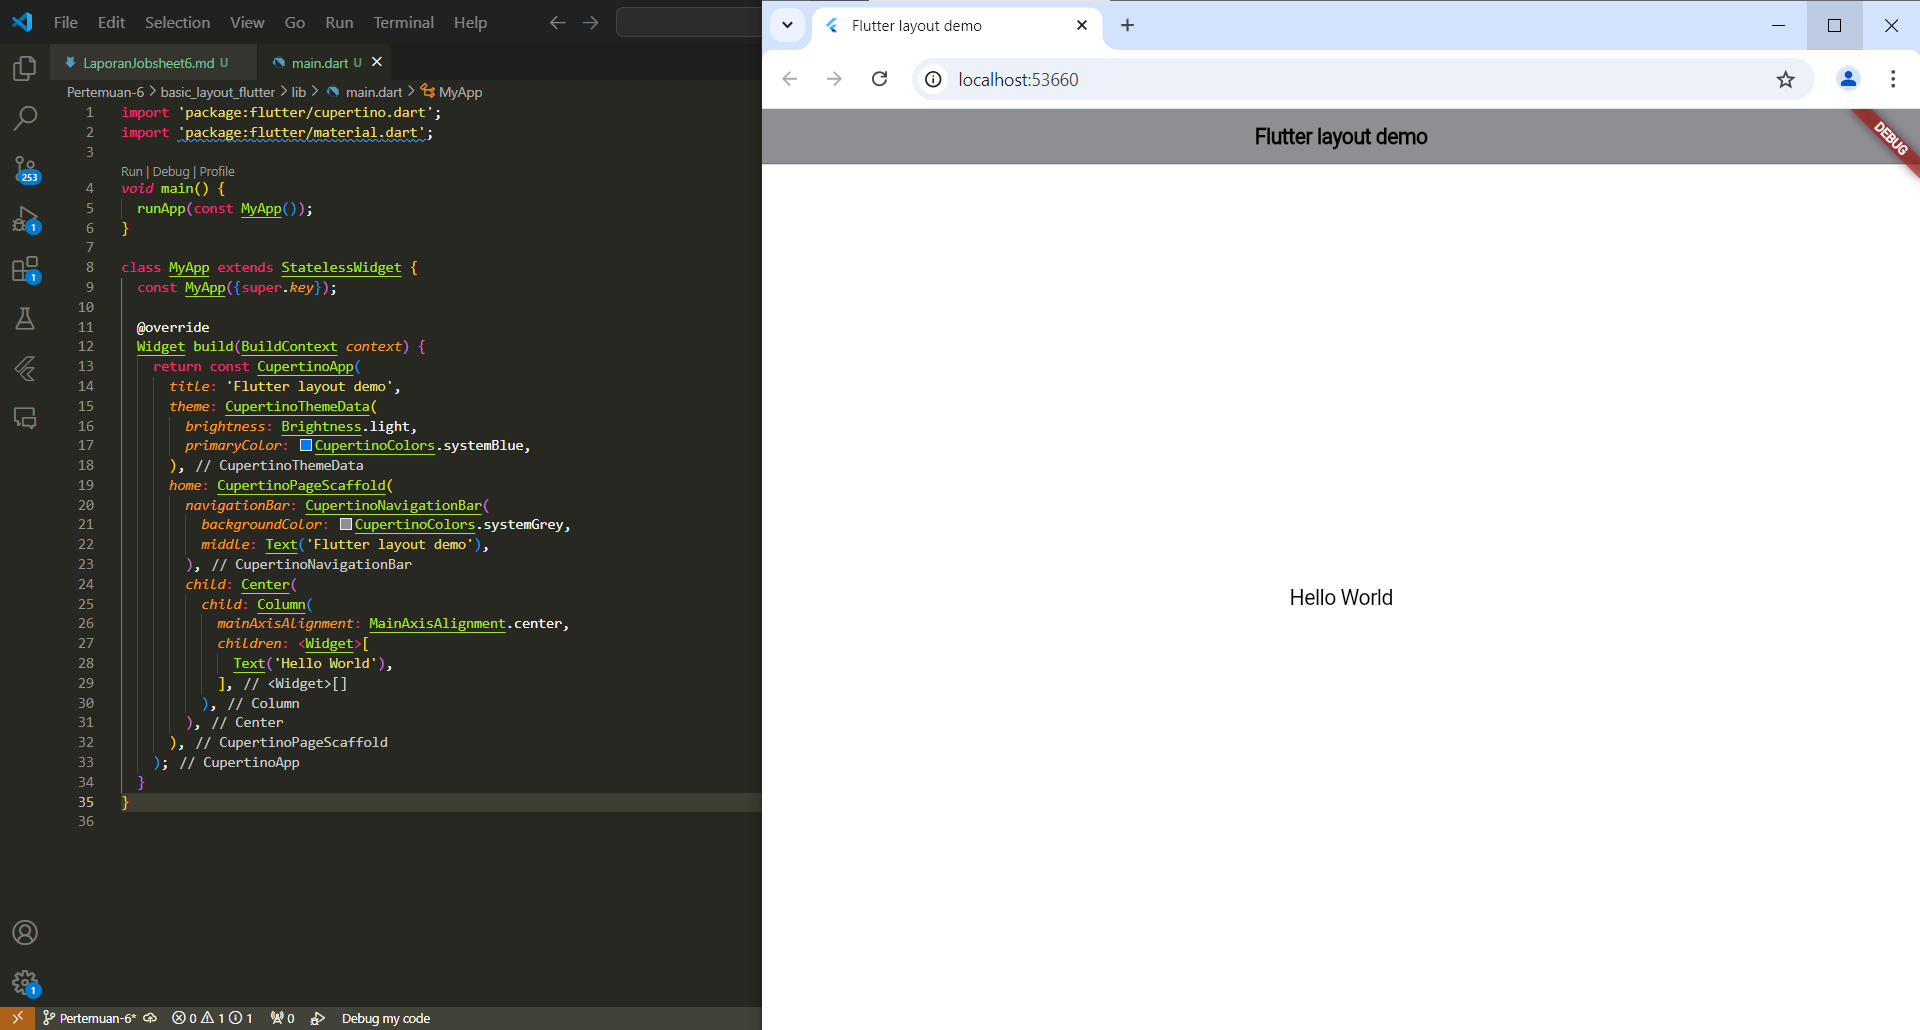 File Edit Selection View Go Run Terminal Help
LaporanJobsheet6.md U main.dart U
Pertemuan-6 > basic_layout_flutter > lib > main.dart > MyApp
1 import 'package:flutter/cupertino.dart';
2 import 'package:flutter/material.dart';
3
Run | Debug | Profile
4 void main() {
5 runApp(const MyApp());
6 }
7
8 class MyApp extends StatelessWidget {
9 const MyApp({super.key});
10
11 @override
12 Widget build(BuildContext context) {
13 return const CupertinoApp(
14 title: 'Flutter layout demo',
15 theme: CupertinoThemeData(
16 brightness: Brightness.light,
17 primaryColor: CupertinoColors.systemBlue,
18 ), // CupertinoThemeData
19 home: CupertinoPageScaffold(
20 navigationBar: CupertinoNavigationBar(
21 backgroundColor: CupertinoColors.systemGrey,
22 middle: Text('Flutter layout demo'),
23 ), // CupertinoNavigationBar
24 child: Center(
25 child: Column(
26 mainAxisAlignment: MainAxisAlignment.center,
27 children: <Widget>[
28 Text('Hello World'),
29 ], // <Widget>[]
30 ), // Column
31 ), // Center
32 ), // CupertinoPageScaffold
33 ); // CupertinoApp
34 }
35 }
36
253
1
1
1
Pertemuan-6* 0 1 1 0 Debug my code
Flutter layout demo
localhost:53660
Flutter layout demo
DEBUG
Hello World